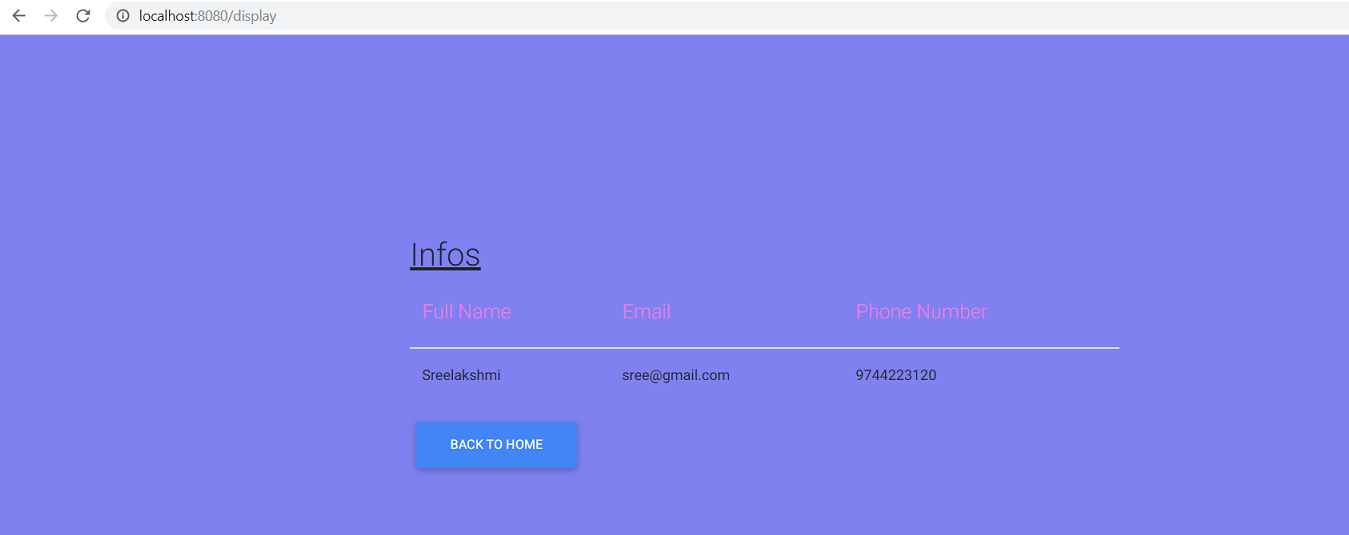 localhost:8080/display
Infos
Full Name Email Phone Number
Sreelakshmi sree@gmail.com 9744223120
BACK TO HOME